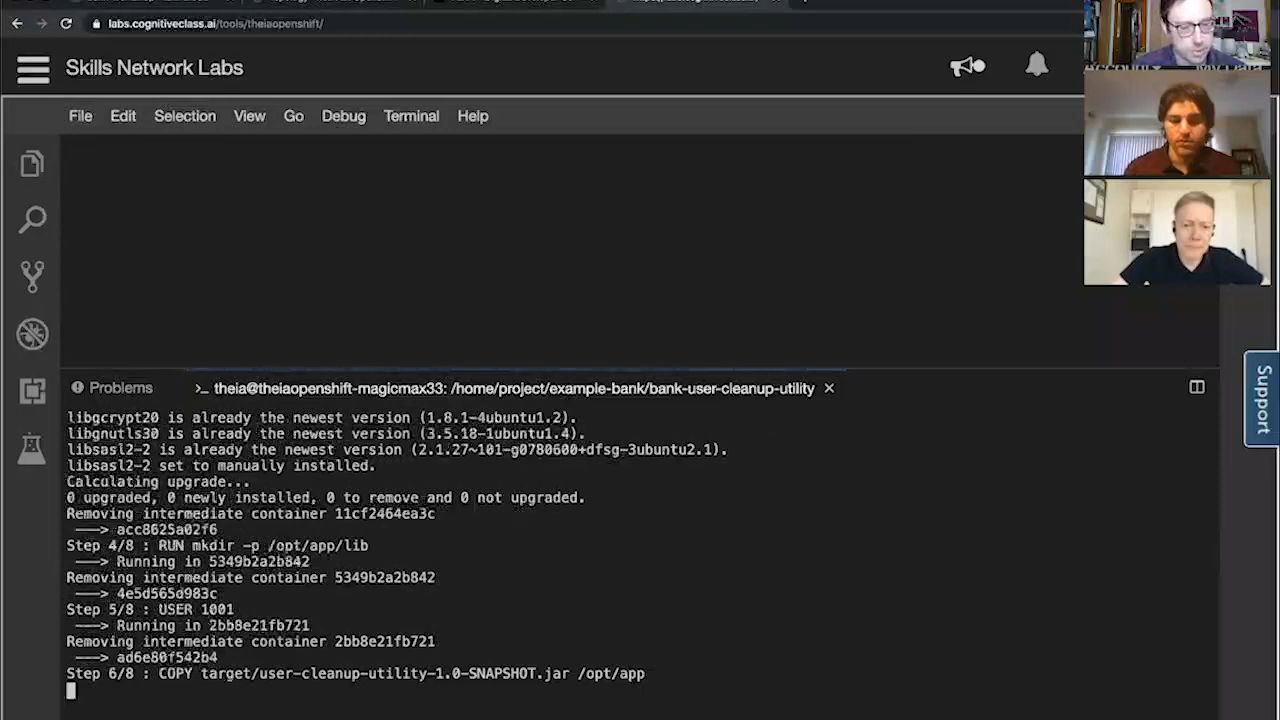 labs.cognitiveclass.ai/tools/theiaopenshift/
Skills Network Labs
File Edit Selection View Go Debug Terminal Help
Problems
>_ theia@theiaopenshift-magicmax33: /home/project/example-bank/bank-user-cleanup-utility ×
libgcrypt20 is already the newest version (1.8.1-4ubuntu1.2).
libgnutls30 is already the newest version (3.5.18-1ubuntu1.4).
libsasl2-2 is already the newest version (2.1.27~101-g0780600+dfsg-3ubuntu2.1).
libsasl2-2 set to manually installed.
Calculating upgrade...
0 upgraded, 0 newly installed, 0 to remove and 0 not upgraded.
Removing intermediate container 11cf2464ea3c
---> acc8625a02f6
Step 4/8 : RUN mkdir -p /opt/app/lib
---> Running in 5349b2a2b842
Removing intermediate container 5349b2a2b842
---> 4e5d565d983c
Step 5/8 : USER 1001
---> Running in 2bb8e21fb721
Removing intermediate container 2bb8e21fb721
---> ad6e80f542b4
Step 6/8 : COPY target/user-cleanup-utility-1.0-SNAPSHOT.jar /opt/app
Support